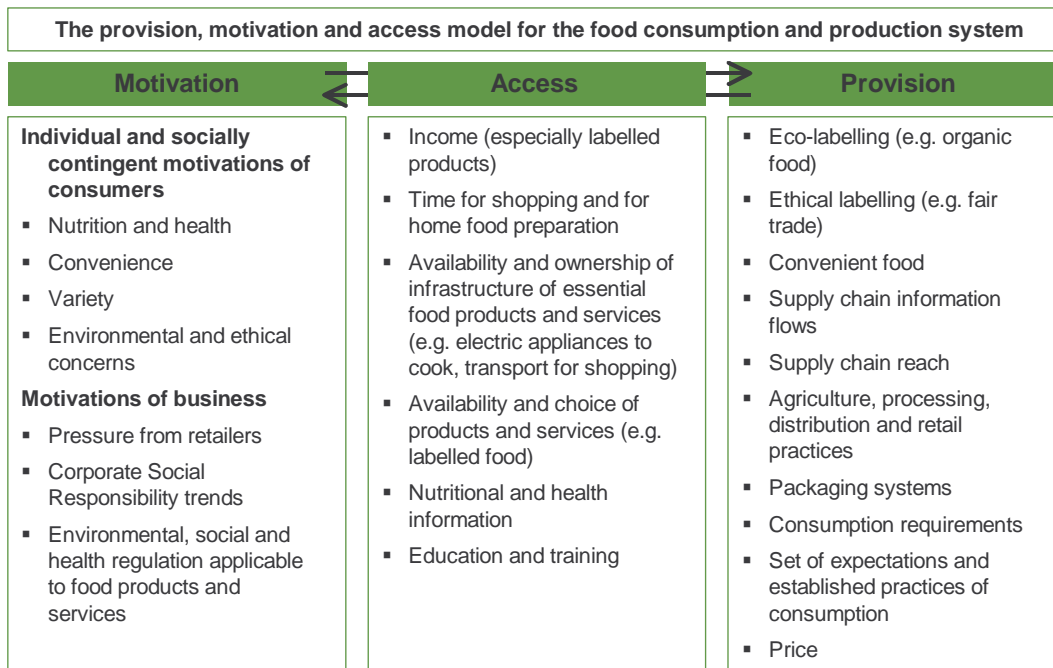 The provision, motivation and access model for the food consumption and production system
Motivation
Individual and socially
contingent motivations of
consumers
▪ Nutrition and health
▪ Convenience
▪ Variety
▪ Environmental and ethical
concerns
Motivations of business
▪ Pressure from retailers
▪ Corporate Social
Responsibility trends
▪ Environmental, social and
health regulation applicable
to food products and
services
Access
▪ Income (especially labelled
products)
▪ Time for shopping and for
home food preparation
▪ Availability and ownership of
infrastructure of essential
food products and services
(e.g. electric appliances to
cook, transport for shopping)
▪ Availability and choice of
products and services (e.g.
labelled food)
▪ Nutritional and health
information
▪ Education and training
Provision
▪ Eco-labelling (e.g. organic
food)
▪ Ethical labelling (e.g. fair
trade)
▪ Convenient food
▪ Supply chain information
flows
▪ Supply chain reach
▪ Agriculture, processing,
distribution and retail
practices
▪ Packaging systems
▪ Consumption requirements
▪ Set of expectations and
established practices of
consumption
▪ Price